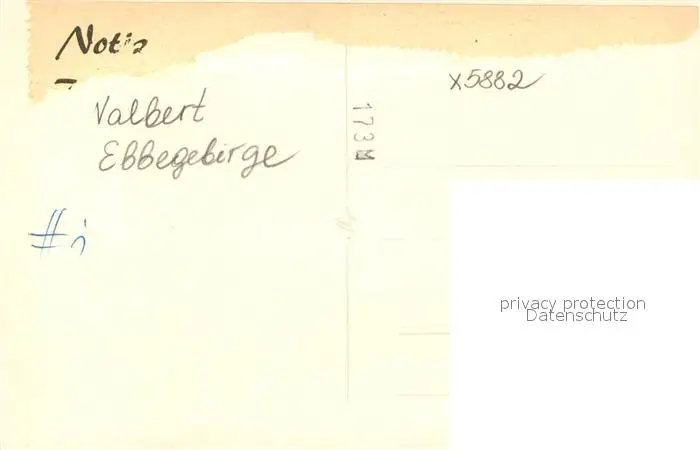 Notiz
Valbert
Ebbegebirge
x5882
173M
#i
privacy protection
Datenschutz